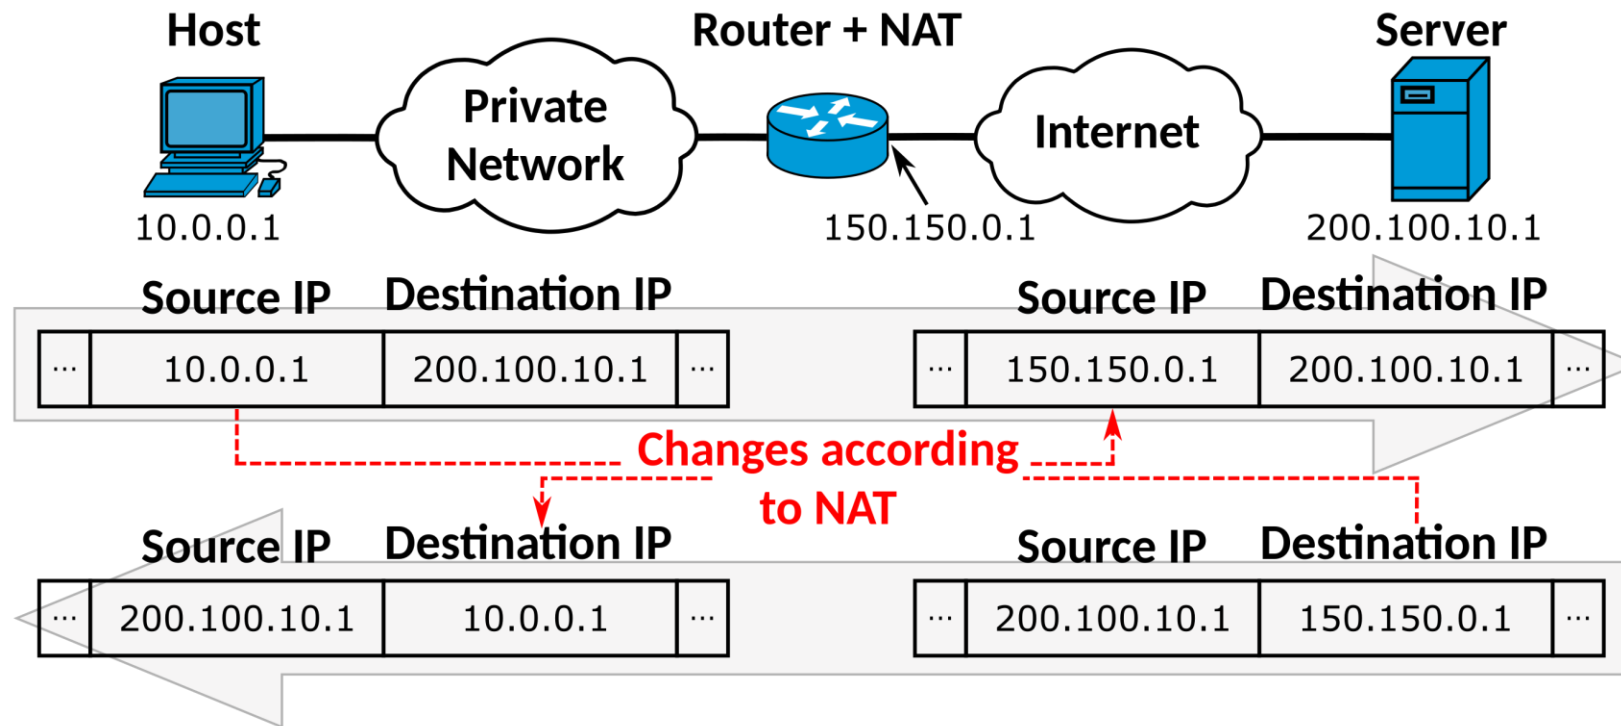 Host
Router + NAT
Server
Private
Network
Internet
10.0.0.1
150.150.0.1
200.100.10.1
Source IP
Destination IP
Source IP
Destination IP
...
10.0.0.1
200.100.10.1
...
...
150.150.0.1
200.100.10.1
...
Changes according
to NAT
Source IP
Destination IP
Source IP
Destination IP
...
200.100.10.1
10.0.0.1
...
...
200.100.10.1
150.150.0.1
...